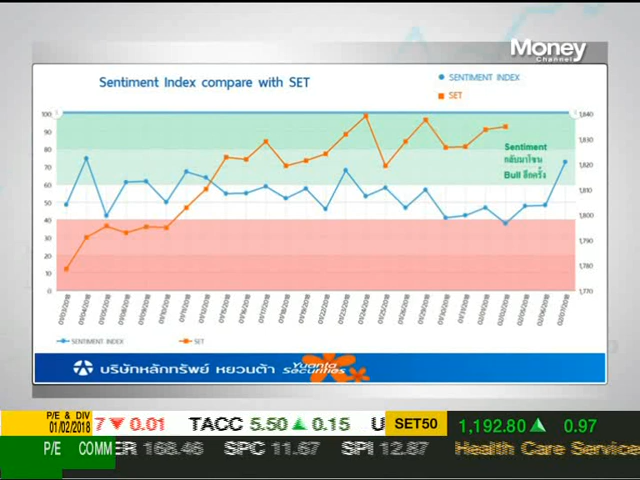 Money
Channel
Sentiment Index compare with SET
SENTIMENT INDEX
SET
100
90
80
70
60
50
40
30
20
10
0
1,840
1,830
1,820
1,810
1,800
1,790
1,780
1,770
Sentiment
กลับมาโซน
Bull อีกครั้ง
SENTIMENT INDEX
SET
บริษัทหลักทรัพย์ หยวนต้า
Yuanta
Securities
P/E & DIV
01/02/2018
7 0.01 TACC 5.50 0.15 U
SET50
1,192.80 0.97
P/E COMM
ER 168.46 SPC 11.67 SPI 12.87 Health Care Services